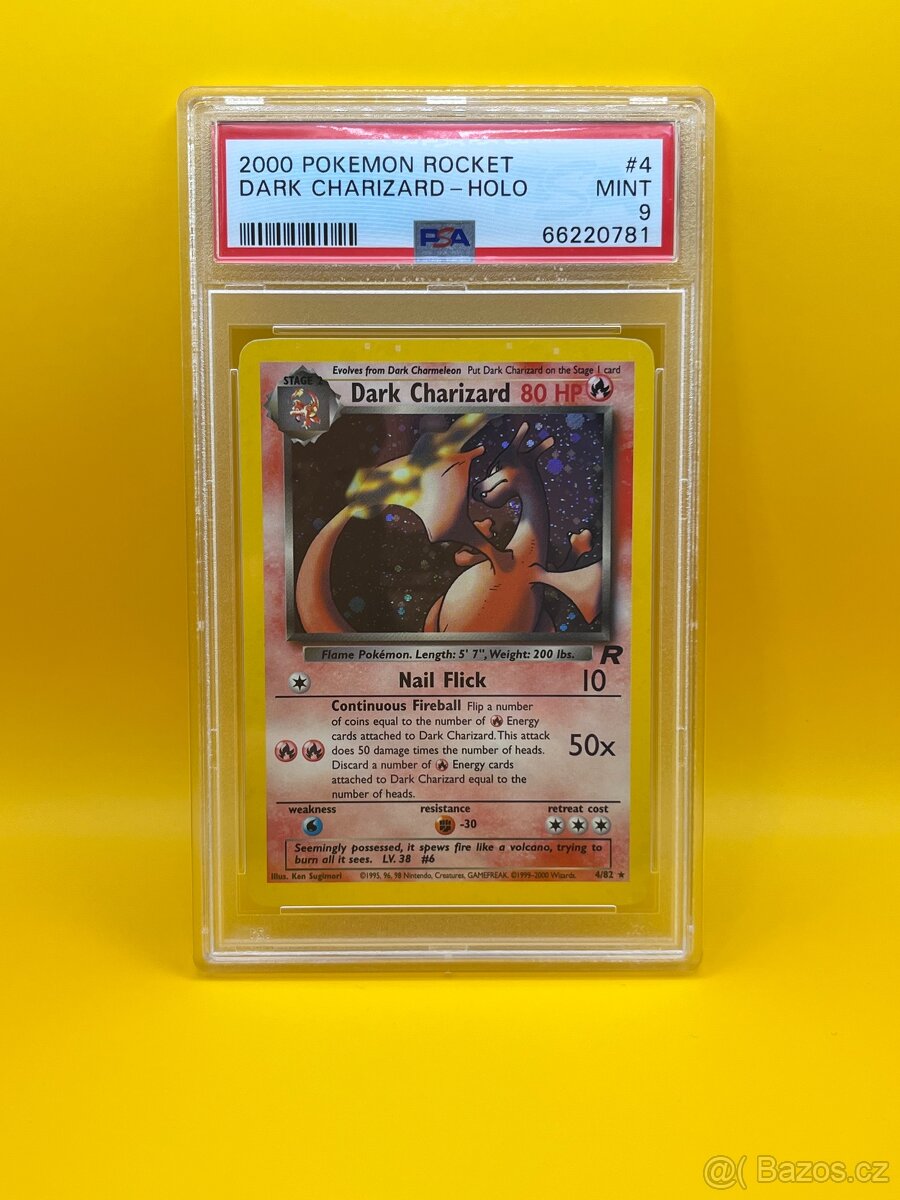 2000 POKEMON ROCKET #4
DARK CHARIZARD – HOLO MINT
9
PSA 66220781
Evolves from Dark Charmeleon Put Dark Charizard on the Stage 1 card
STAGE 2
Dark Charizard 80 HP
Flame Pokémon. Length: 5' 7", Weight: 200 lbs.
R
Nail Flick 10
Continuous Fireball Flip a number
of coins equal to the number of Energy
cards attached to Dark Charizard. This attack
does 50 damage times the number of heads.
50x
Discard a number of Energy cards
attached to Dark Charizard equal to the
number of heads.
weakness resistance retreat cost
-30
Seemingly possessed, it spews fire like a volcano, trying to
burn all it sees. LV. 38 #6
Illus. Ken Sugimori ©1995, 96, 98 Nintendo, Creatures, GAMEFREAK. ©1999-2000 Wizards. 4/82 ★
@( Bazos.cz